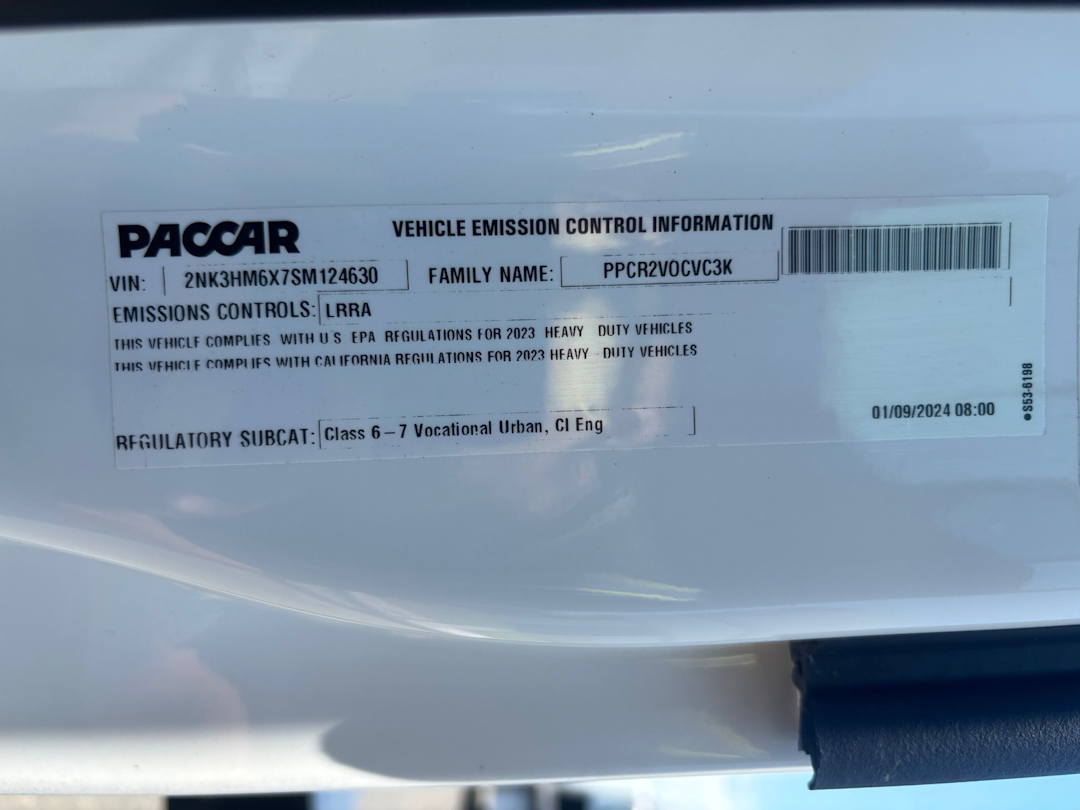 PACCAR VEHICLE EMISSION CONTROL INFORMATION
VIN: 2NK3HM6X7SM124630 FAMILY NAME: PPCR2VOCVC3K
EMISSIONS CONTROLS: LRRA
THIS VEHICLE COMPLIES WITH U S EPA REGULATIONS FOR 2023 HEAVY DUTY VEHICLES
THIS VEHICLE COMPLIES WITH CALIFORNIA REGULATIONS FOR 2023 HEAVY DUTY VEHICLES
01/09/2024 08:00
REGULATORY SUBCAT: Class 6-7 Vocational Urban, CI Eng
S53-6198